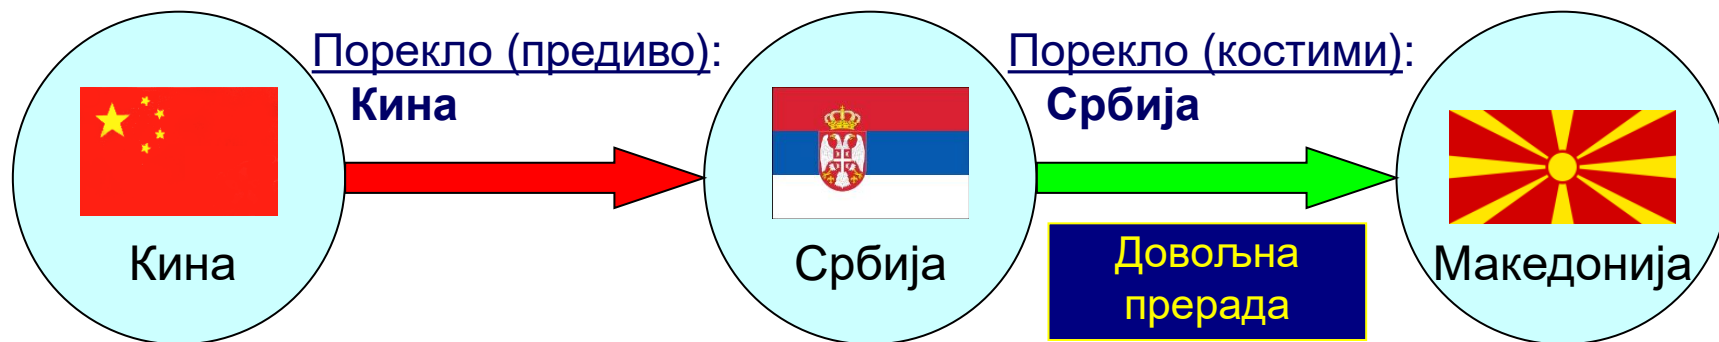 Порекло (предиво):
Кина
Порекло (костими):
Србија
Кина
Србија
Довољна
прерада
Македонија